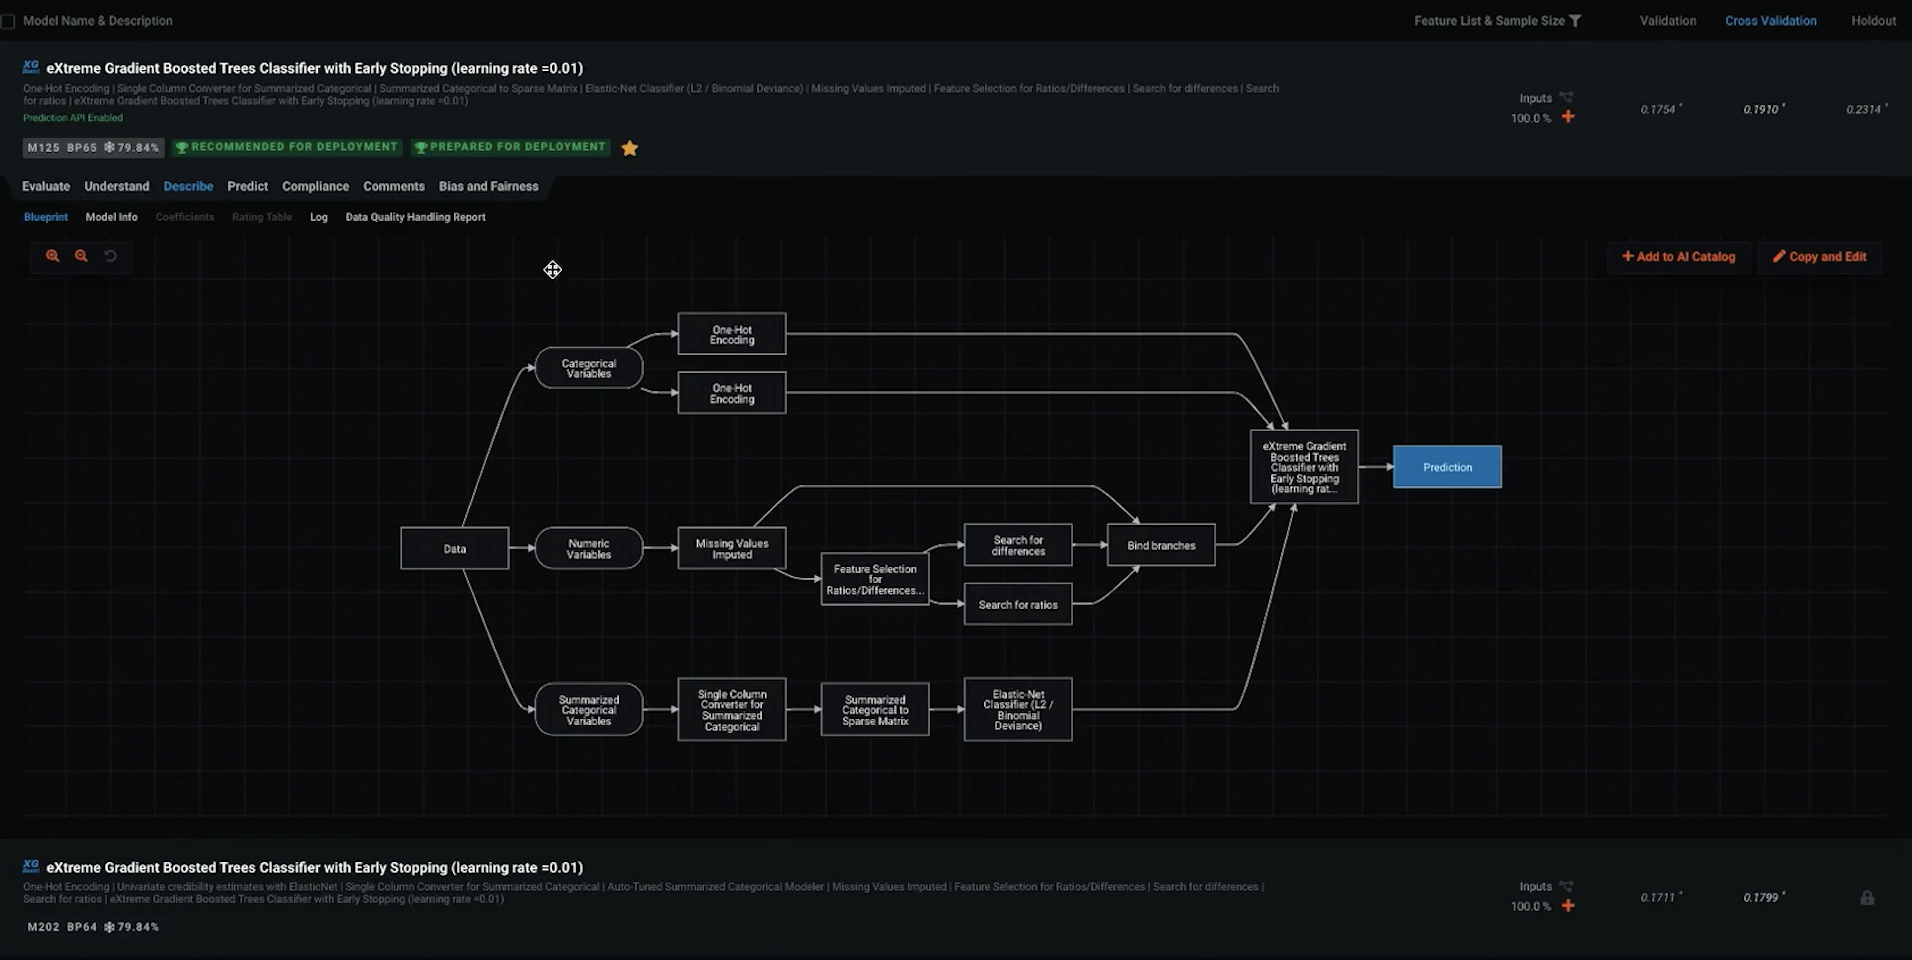 Model Name & Description
Feature List & Sample Size
Validation
Cross Validation
Holdout
XG Boost
eXtreme Gradient Boosted Trees Classifier with Early Stopping (learning rate =0.01)
One-Hot Encoding | Single Column Converter for Summarized Categorical | Summarized Categorical to Sparse Matrix | Elastic-Net Classifier (L2 / Binomial Deviance) | Missing Values Imputed | Feature Selection for Ratios/Differences | Search for differences | Search
for ratios | eXtreme Gradient Boosted Trees Classifier with Early Stopping (learning rate =0.01)
Prediction API Enabled
Inputs
100.0 %
0.1754 *
0.1910 *
0.2314 *
M125 BP65 79.84%
RECOMMENDED FOR DEPLOYMENT
PREPARED FOR DEPLOYMENT
Evaluate
Understand
Describe
Predict
Compliance
Comments
Bias and Fairness
Blueprint
Model Info
Coefficients
Rating Table
Log
Data Quality Handling Report
+ Add to AI Catalog
Copy and Edit
One-Hot
Encoding
Categorical
Variables
One-Hot
Encoding
eXtreme Gradient
Boosted Trees
Classifier with
Early Stopping
(learning rat...
Prediction
Data
Numeric
Variables
Missing Values
Imputed
Feature Selection
for
Ratios/Differences...
Search for
differences
Search for ratios
Bind branches
Summarized
Categorical
Variables
Single Column
Converter for
Summarized
Categorical
Summarized
Categorical to
Sparse Matrix
Elastic-Net
Classifier (L2 /
Binomial
Deviance)
XG Boost
eXtreme Gradient Boosted Trees Classifier with Early Stopping (learning rate =0.01)
One-Hot Encoding | Univariate credibility estimates with ElasticNet | Single Column Converter for Summarized Categorical | Auto-Tuned Summarized Categorical Modeler | Missing Values Imputed | Feature Selection for Ratios/Differences | Search for differences |
Search for ratios | eXtreme Gradient Boosted Trees Classifier with Early Stopping (learning rate =0.01)
Inputs
100.0 %
0.1711 *
0.1799 *
M202 BP64 79.84%